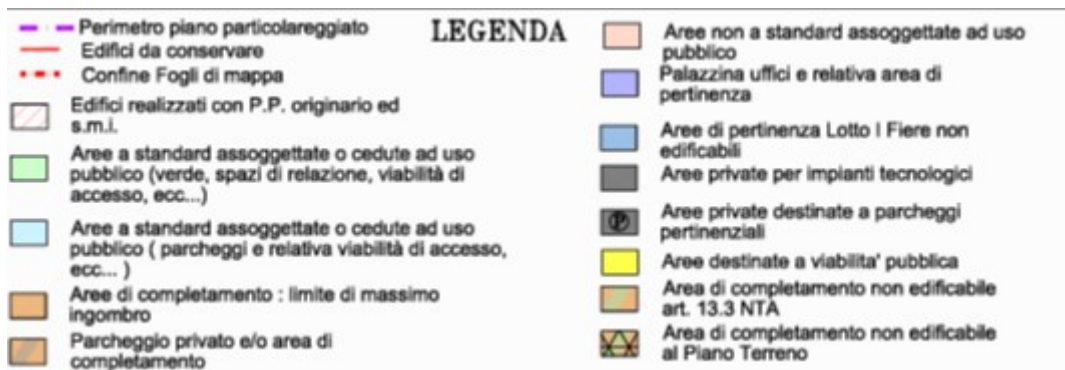 LEGENDA
Perimetro piano particolareggiato
Edifici da conservare
Confine Fogli di mappa
Edifici realizzati con P.P. originario ed
s.m.i.
Aree a standard assoggettate o cedute ad uso
pubblico (verde, spazi di relazione, viabilità di
accesso, ecc...)
Aree a standard assoggettate o cedute ad uso
pubblico ( parcheggi e relativa viabilità di accesso,
ecc... )
Aree di completamento : limite di massimo
ingombro
Parcheggio privato e/o area di
completamento
Aree non a standard assoggettate ad uso
pubblico
Palazzina uffici e relativa area di
pertinenza
Aree di pertinenza Lotto I Fiere non
edificabili
Aree private per impianti tecnologici
P
Aree private destinate a parcheggi
pertinenziali
Aree destinate a viabilita' pubblica
Area di completamento non edificabile
art. 13.3 NTA
Area di completamento non edificabile
al Piano Terreno